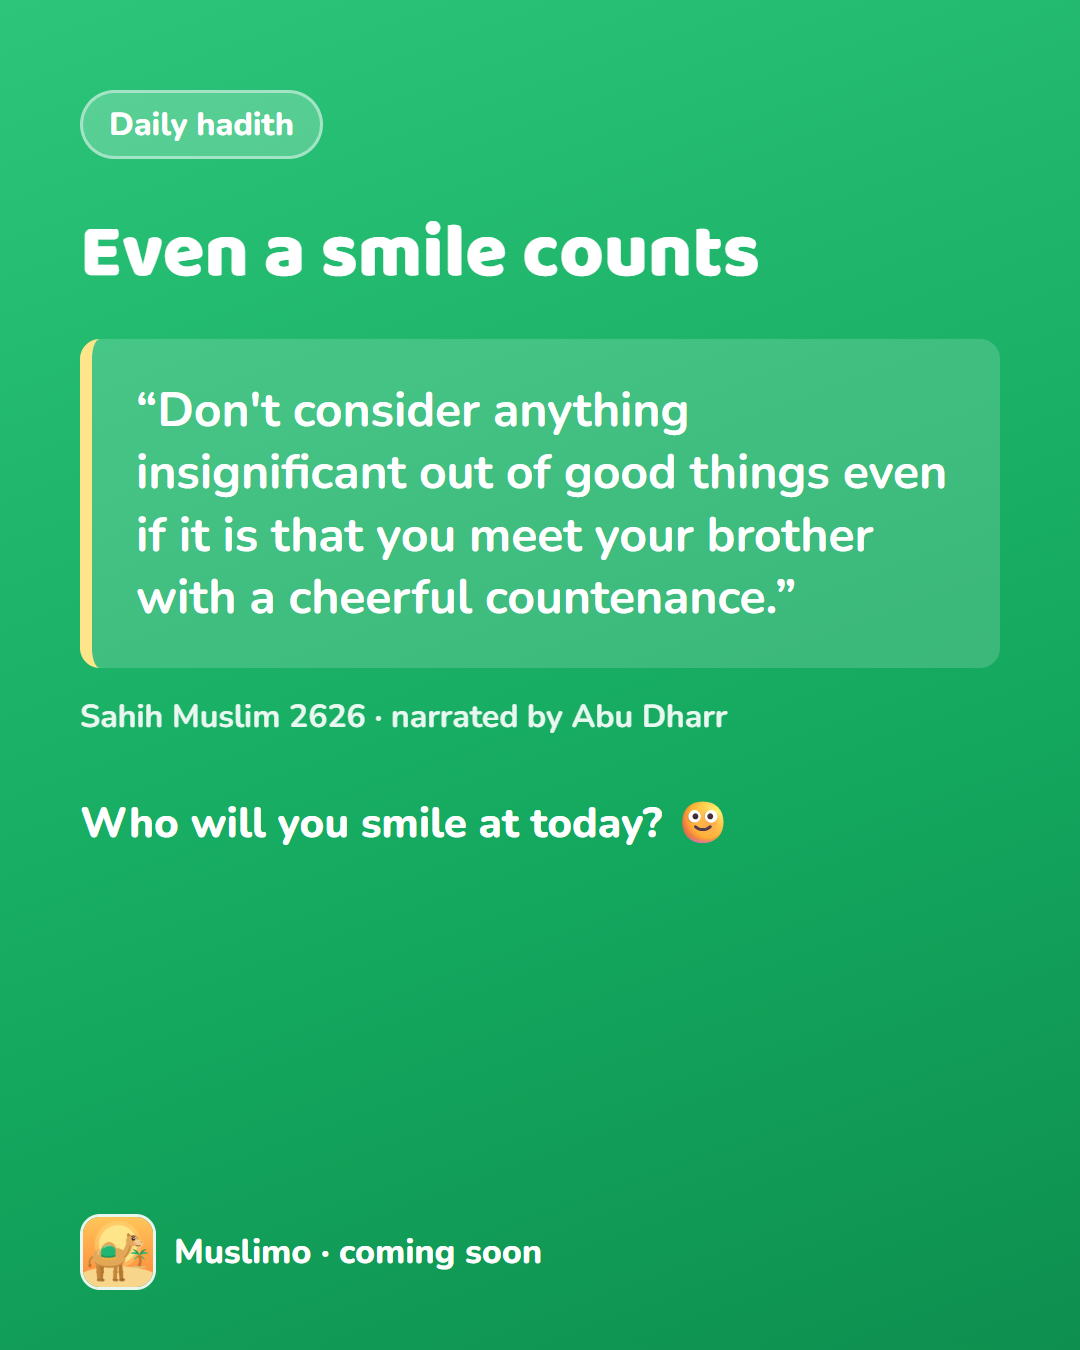 Daily hadith
Even a smile counts
“Don't consider anything
insignificant out of good things even
if it is that you meet your brother
with a cheerful countenance.”
Sahih Muslim 2626 · narrated by Abu Dharr
Who will you smile at today? 🙂
Muslimo · coming soon